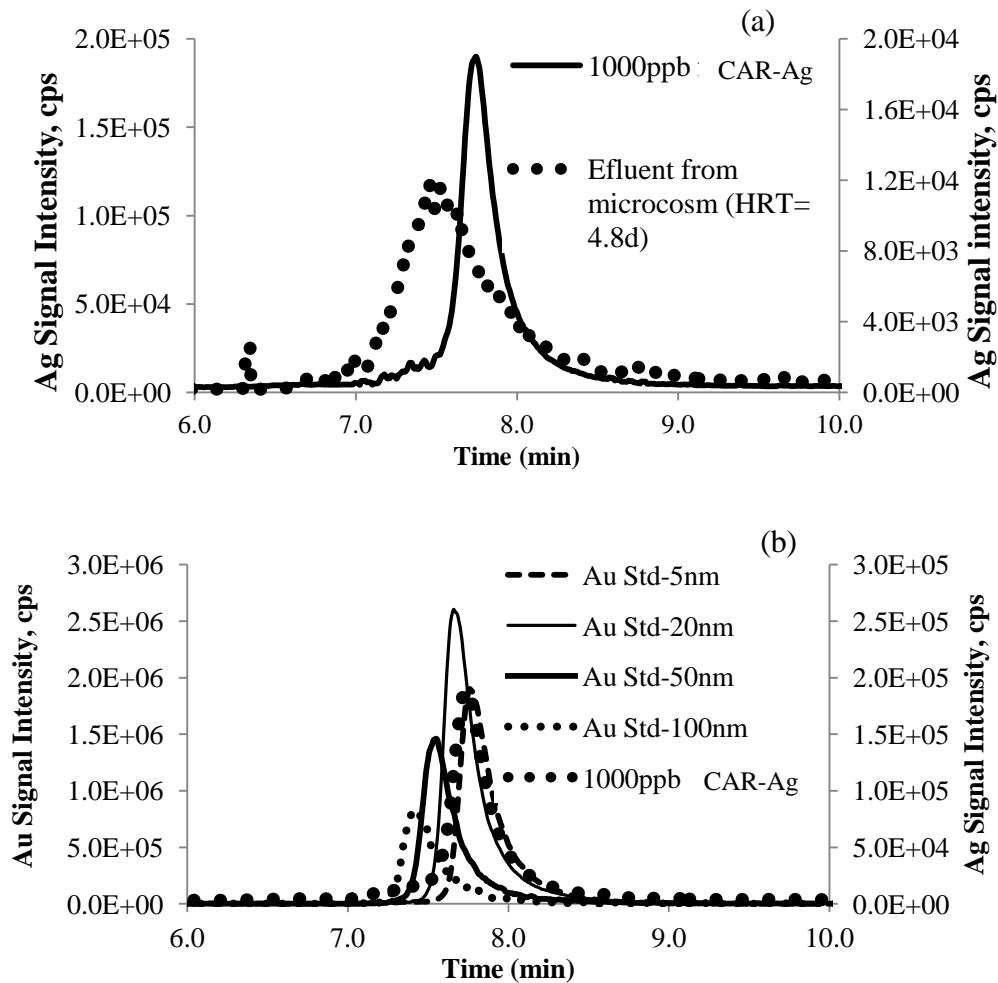 (a)
2.0E+05
1.5E+05
1.0E+05
5.0E+04
0.0E+00
Ag Signal Intensity, cps
2.0E+04
1.6E+04
1.2E+04
8.0E+03
4.0E+03
0.0E+00
Ag Signal intensity, cps
1000ppb CAR-Ag
Efluent from
microcosm (HRT=
4.8d)
6.0 7.0 8.0 9.0 10.0
Time (min)
(b)
3.0E+06
2.5E+06
2.0E+06
1.5E+06
1.0E+06
5.0E+05
0.0E+00
Au Signal Intensity, cps
3.0E+05
2.5E+05
2.0E+05
1.5E+05
1.0E+05
5.0E+04
0.0E+00
Ag Signal Intensity, cps
Au Std-5nm
Au Std-20nm
Au Std-50nm
Au Std-100nm
1000ppb CAR-Ag
6.0 7.0 8.0 9.0 10.0
Time (min)